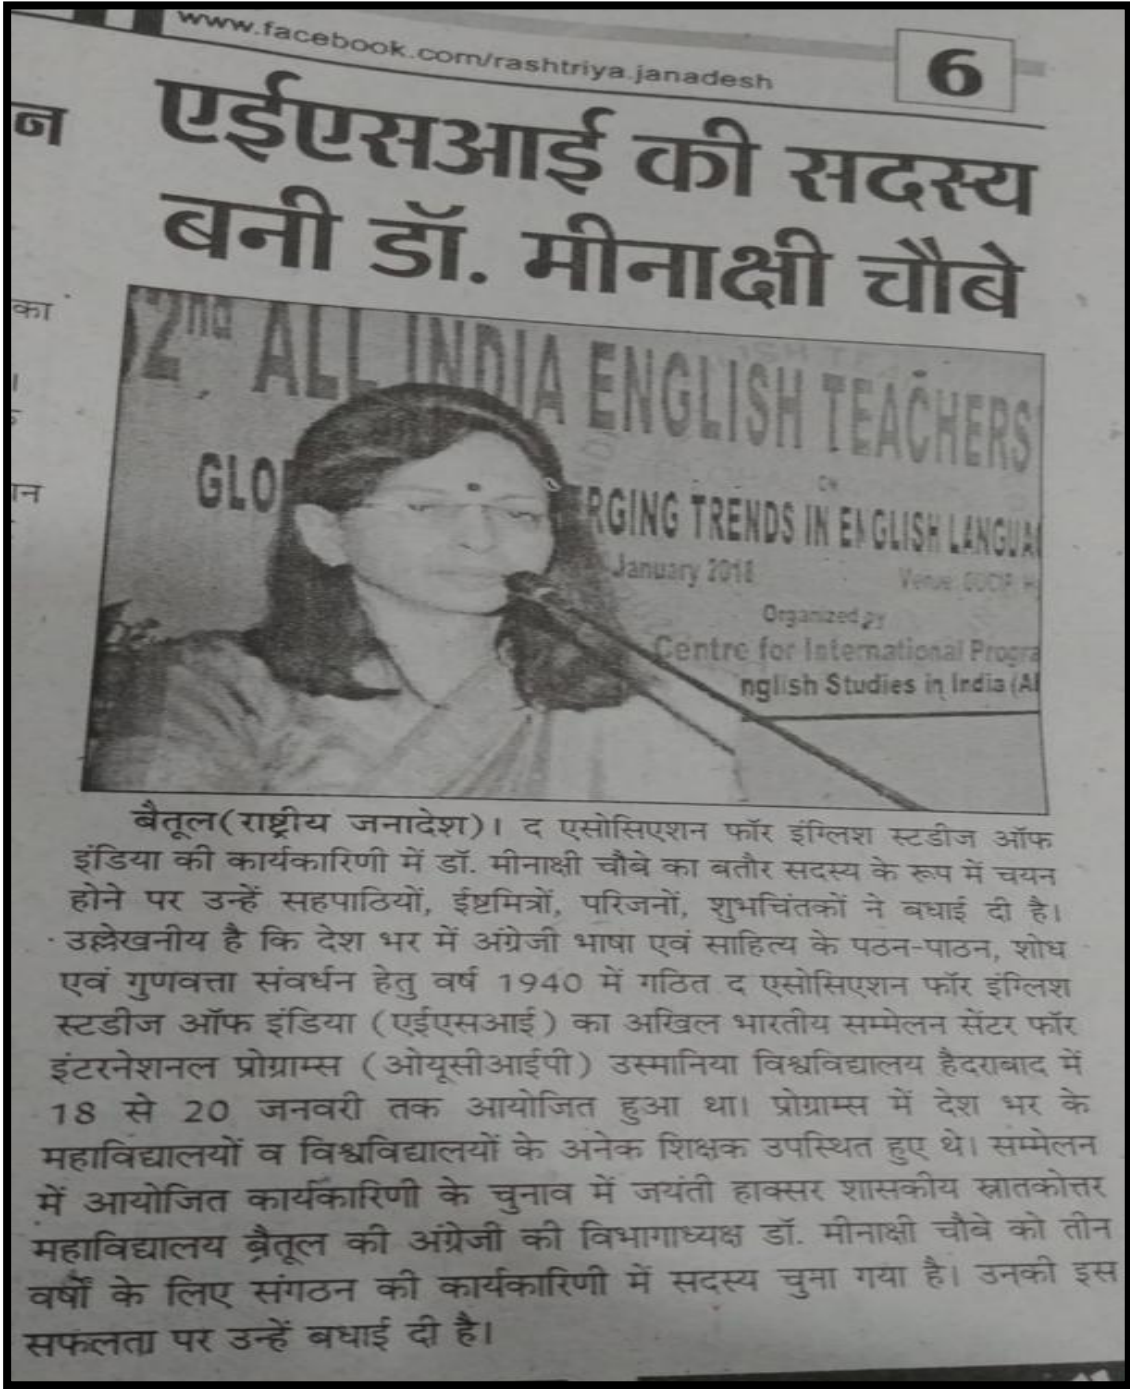 www.facebook.com/rashtriya.janadesh
6
एईएसआई की सदस्य
बनी डॉ. मीनाक्षी चौबे
न
का
।
न
2nd ALL INDIA ENGLISH TEACHERS'
ON
GLO RGING TRENDS IN ENGLISH LANGUA
January 2018
Venue: OUCIP, H
Organized by
Centre for International Progra
nglish Studies in India (A
बैतूल(राष्ट्रीय जनादेश)। द एसोसिएशन फॉर इंग्लिश स्टडीज ऑफ
इंडिया की कार्यकारिणी में डॉ. मीनाक्षी चौबे का बतौर सदस्य के रूप में चयन
होने पर उन्हें सहपाठियों, ईष्टमित्रों, परिजनों, शुभचिंतकों ने बधाई दी है।
उल्लेखनीय है कि देश भर में अंग्रेजी भाषा एवं साहित्य के पठन-पाठन, शोध
एवं गुणवत्ता संवर्धन हेतु वर्ष 1940 में गठित द एसोसिएशन फॉर इंग्लिश
स्टडीज ऑफ इंडिया (एईएसआई) का अखिल भारतीय सम्मेलन सेंटर फॉर
इंटरनेशनल प्रोग्राम्स (ओयूसीआईपी) उस्मानिया विश्वविद्यालय हैदराबाद में
18 से 20 जनवरी तक आयोजित हुआ था। प्रोग्राम्स में देश भर के
महाविद्यालयों व विश्वविद्यालयों के अनेक शिक्षक उपस्थित हुए थे। सम्मेलन
में आयोजित कार्यकारिणी के चुनाव में जयंती हाक्सर शासकीय स्नातकोत्तर
महाविद्यालय बैतूल की अंग्रेजी की विभागाध्यक्ष डॉ. मीनाक्षी चौवे को तीन
वर्षों के लिए संगठन की कार्यकारिणी में सदस्य चुना गया है। उनकी इस
सफलता पर उन्हें बधाई दी है।